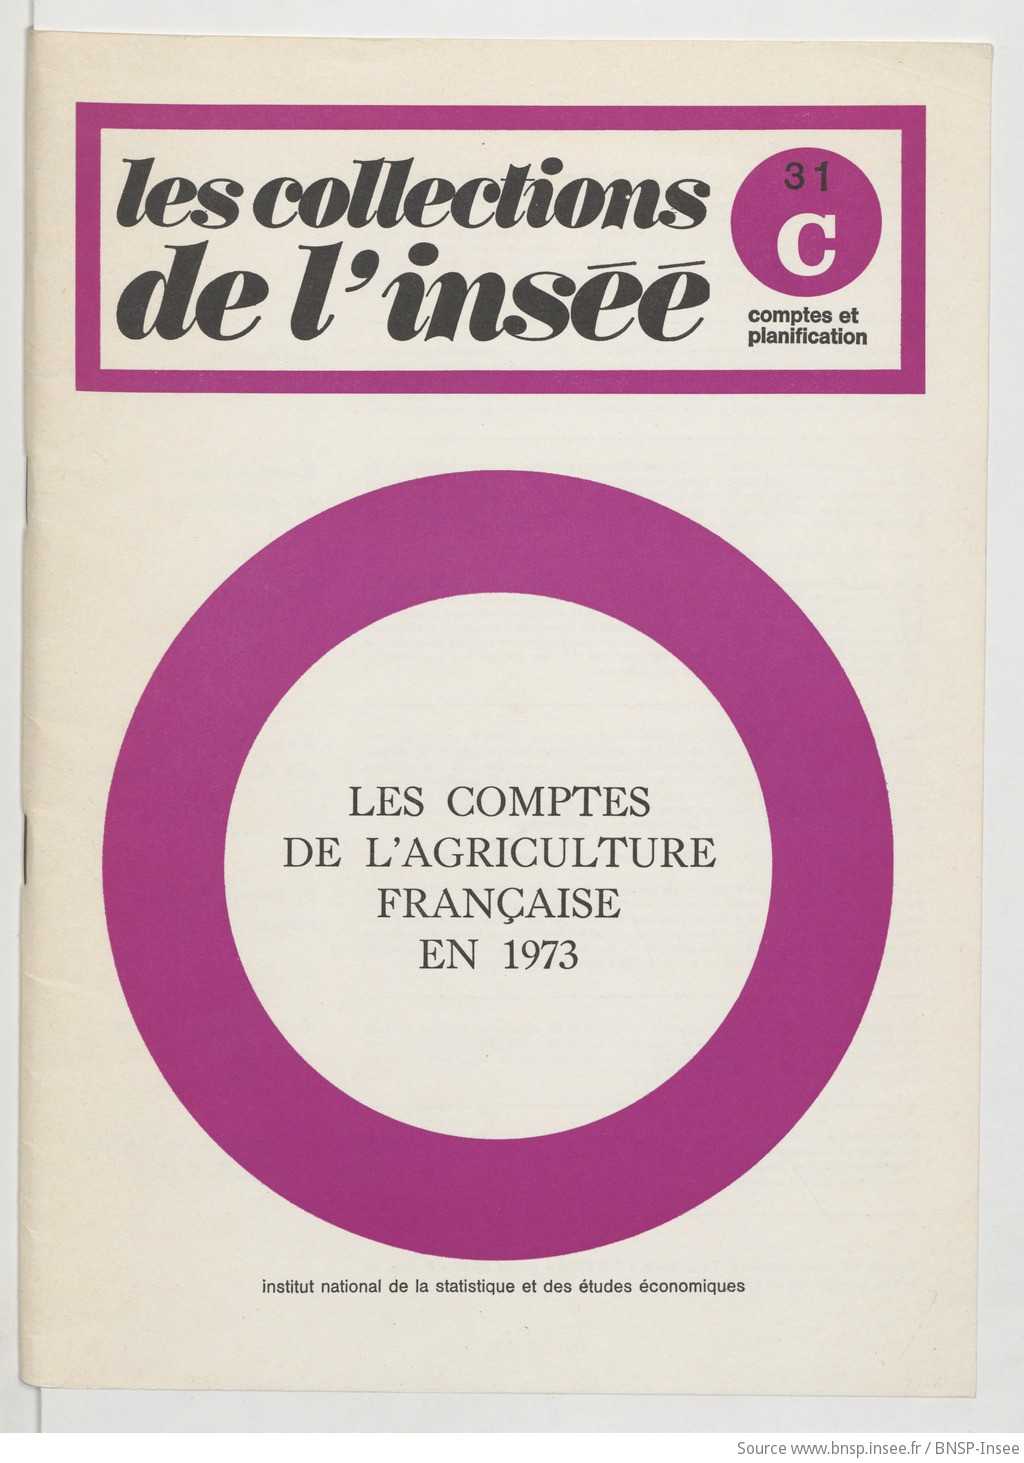 les collections
de l'inséé
31
C
comptes et
planification
LES COMPTES
DE L'AGRICULTURE
FRANÇAISE
EN 1973
institut national de la statistique et des études économiques
Source www.bnsp.insee.fr / BNSP-Insee